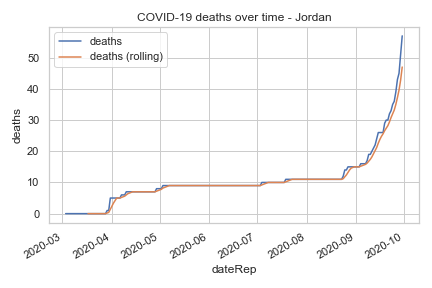 COVID-19 deaths over time - Jordan
deaths
deaths (rolling)
deaths
50
40
30
20
10
0
2020-03 2020-04 2020-05 2020-06 2020-07 2020-08 2020-09 2020-10
dateRep